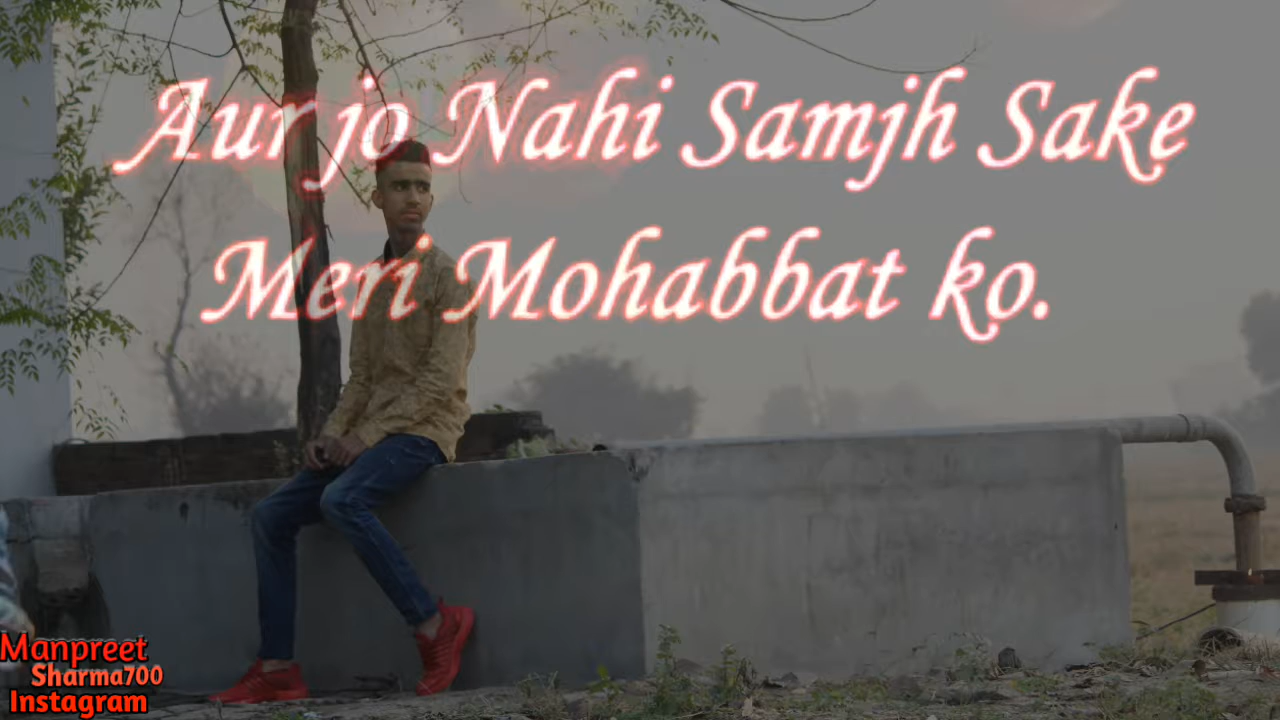 Aur jo Nahi Samjh Sake
Meri Mohabbat ko.
Manpreet
Sharma700
Instagram